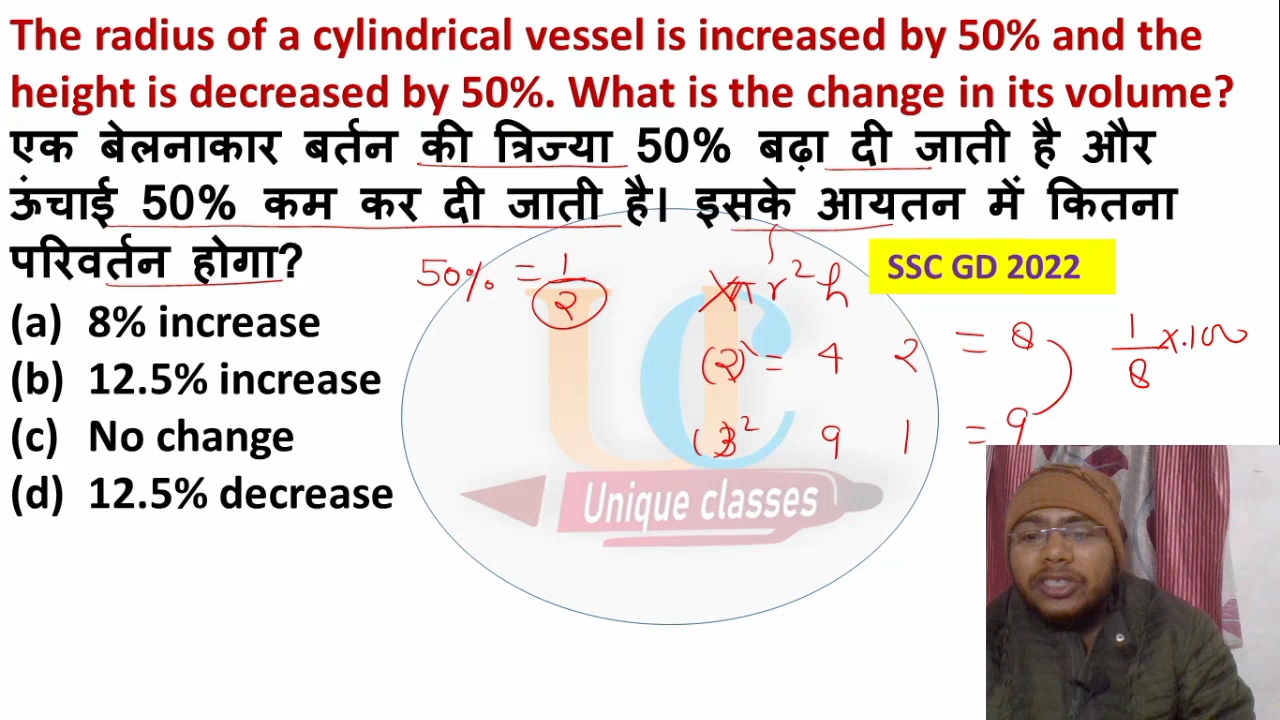 The radius of a cylindrical vessel is increased by 50% and the
height is decreased by 50%. What is the change in its volume?
एक बेलनाकार बर्तन की त्रिज्या 50% बढ़ा दी जाती है और
ऊंचाई 50% कम कर दी जाती है। इसके आयतन में कितना
परिवर्तन होगा?
SSC GD 2022
50% = 1/2
πr²h
(a) 8% increase
(2)² = 4 2 = 8
1/8 × 100
(b) 12.5% increase
(c) No change
(3)² 9 1 = 9
(d) 12.5% decrease
UC
Unique classes